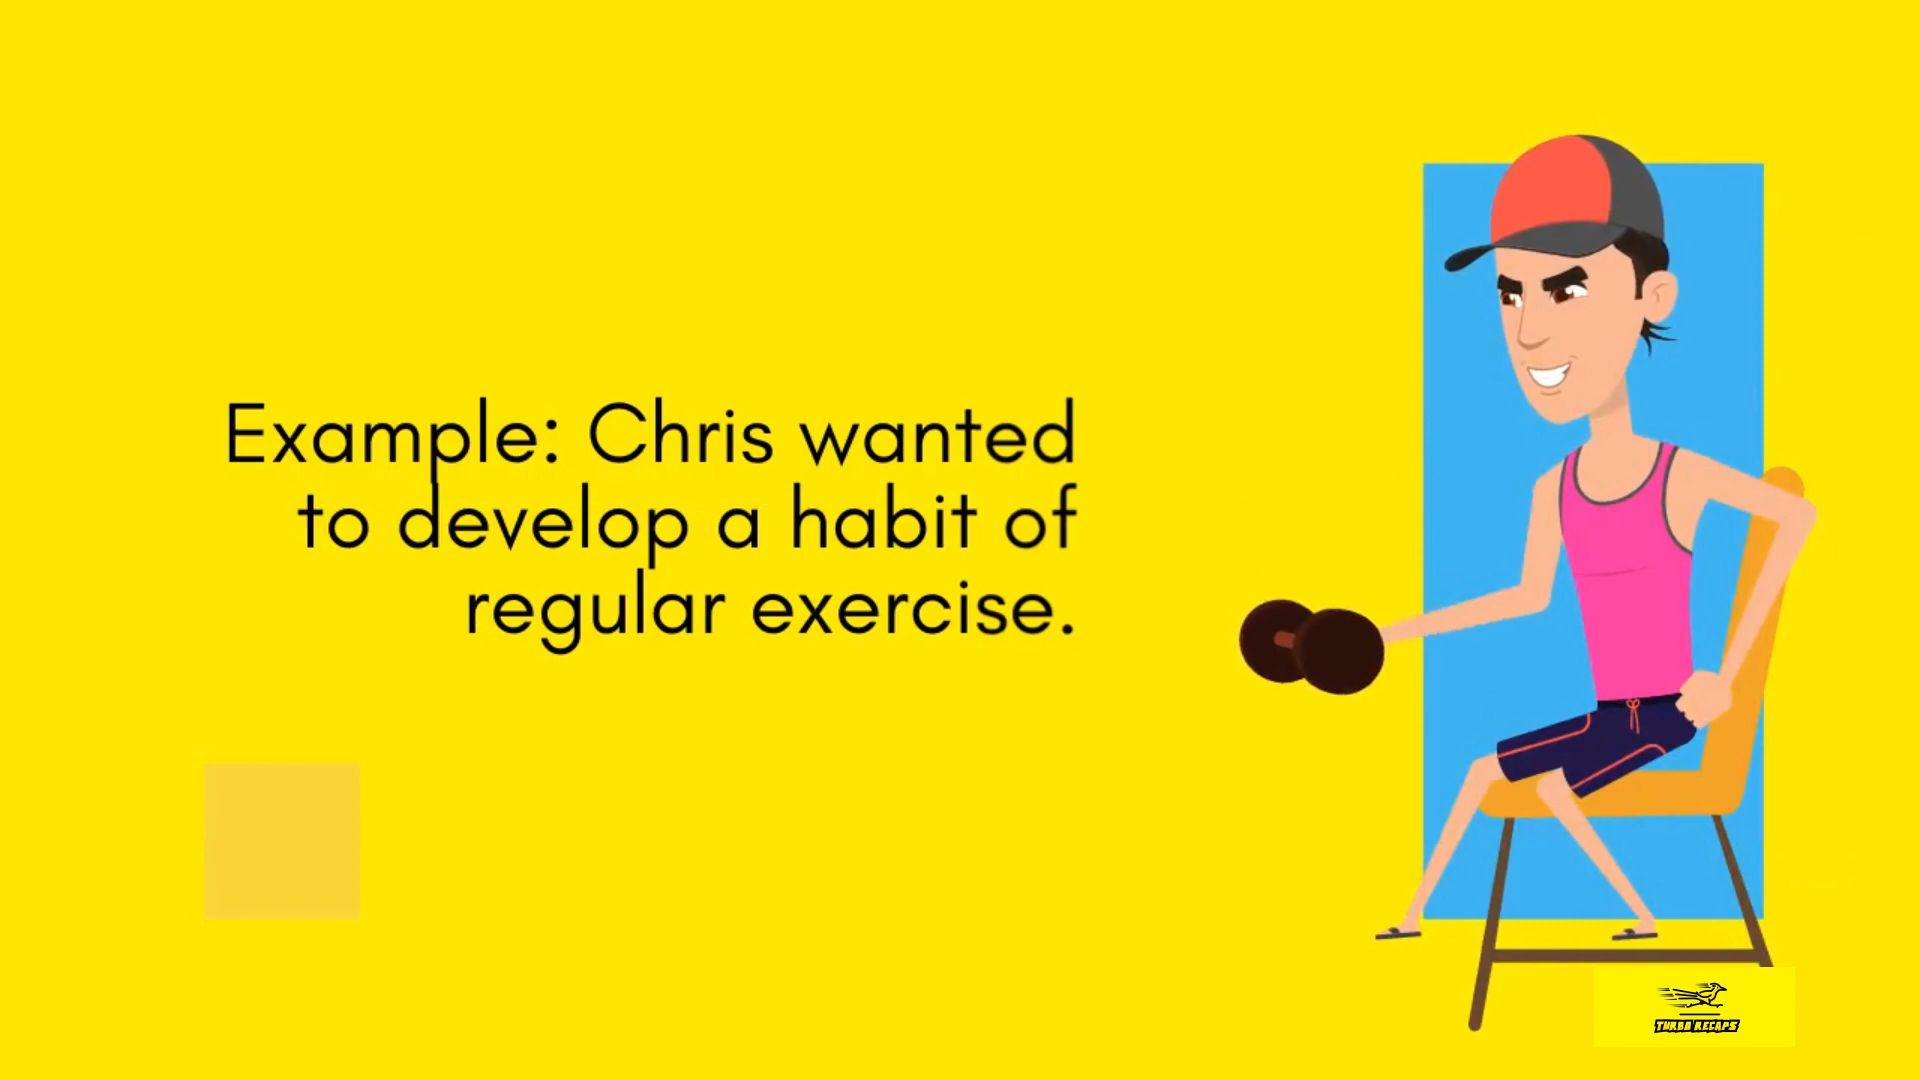 Example: Chris wanted
to develop a habit of
regular exercise.
TURBO RECAPS